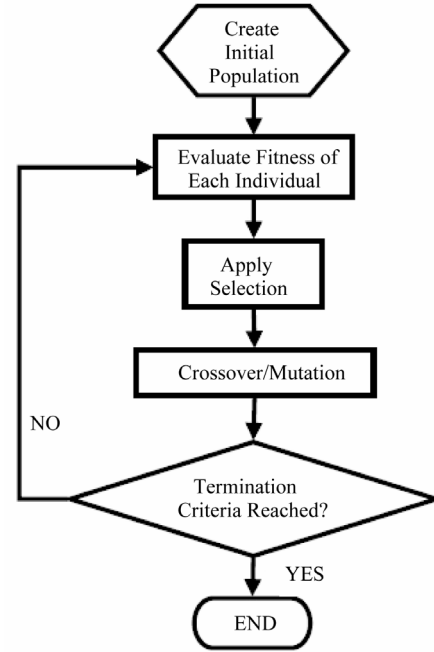 Create
Initial
Population
Evaluate Fitness of
Each Individual
Apply
Selection
Crossover/Mutation
NO
Termination
Criteria Reached?
YES
END